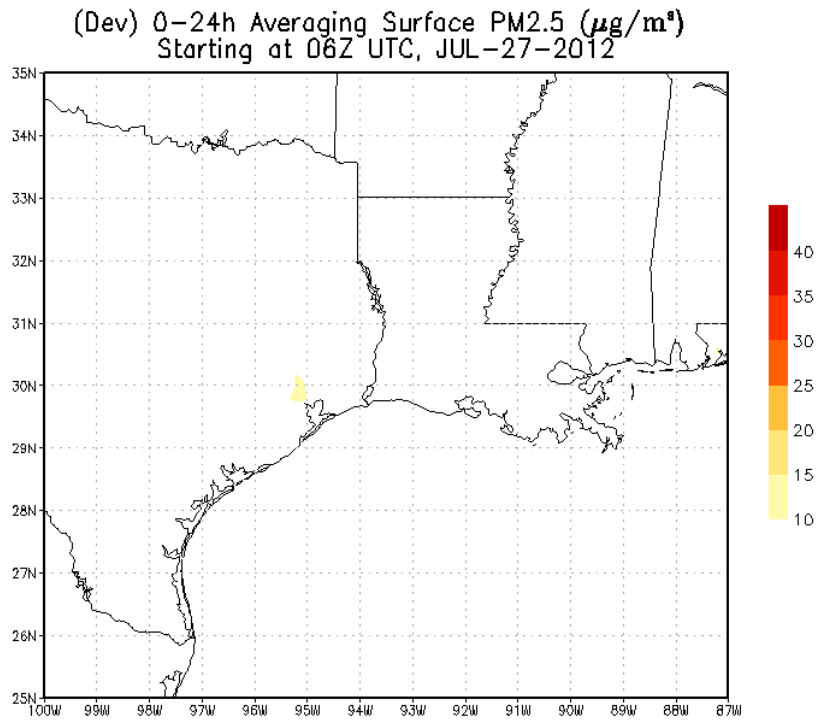 (Dev) 0-24h Averaging Surface PM2.5 (μg/m³)
Starting at 06Z UTC, JUL-27-2012
35N
34N
33N
32N
31N
30N
29N
28N
27N
26N
25N
100W 99W 98W 97W 96W 95W 94W 93W 92W 91W 90W 89W 88W 87W
40
35
30
25
20
15
10